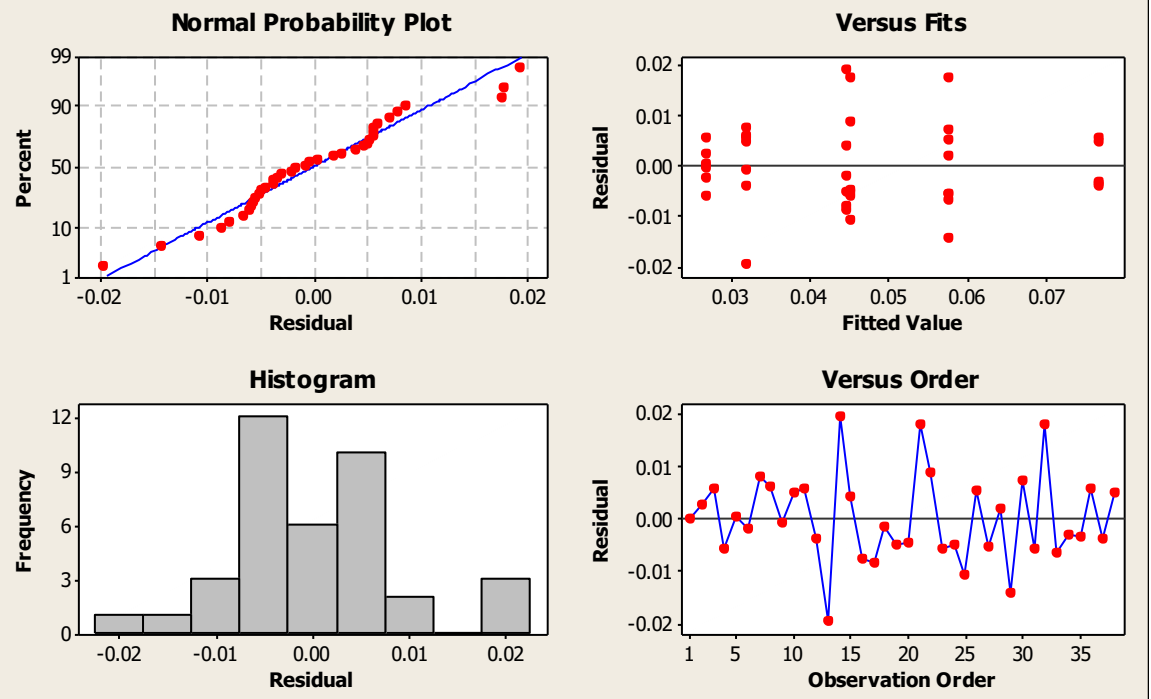 Normal Probability Plot
99
90
50
10
1
Percent
-0.02 -0.01 0.00 0.01 0.02
Residual
Versus Fits
0.02
0.01
0.00
-0.01
-0.02
Residual
0.03 0.04 0.05 0.06 0.07
Fitted Value
Histogram
12
9
6
3
0
Frequency
-0.02 -0.01 0.00 0.01 0.02
Residual
Versus Order
0.02
0.01
0.00
-0.01
-0.02
Residual
1 5 10 15 20 25 30 35
Observation Order